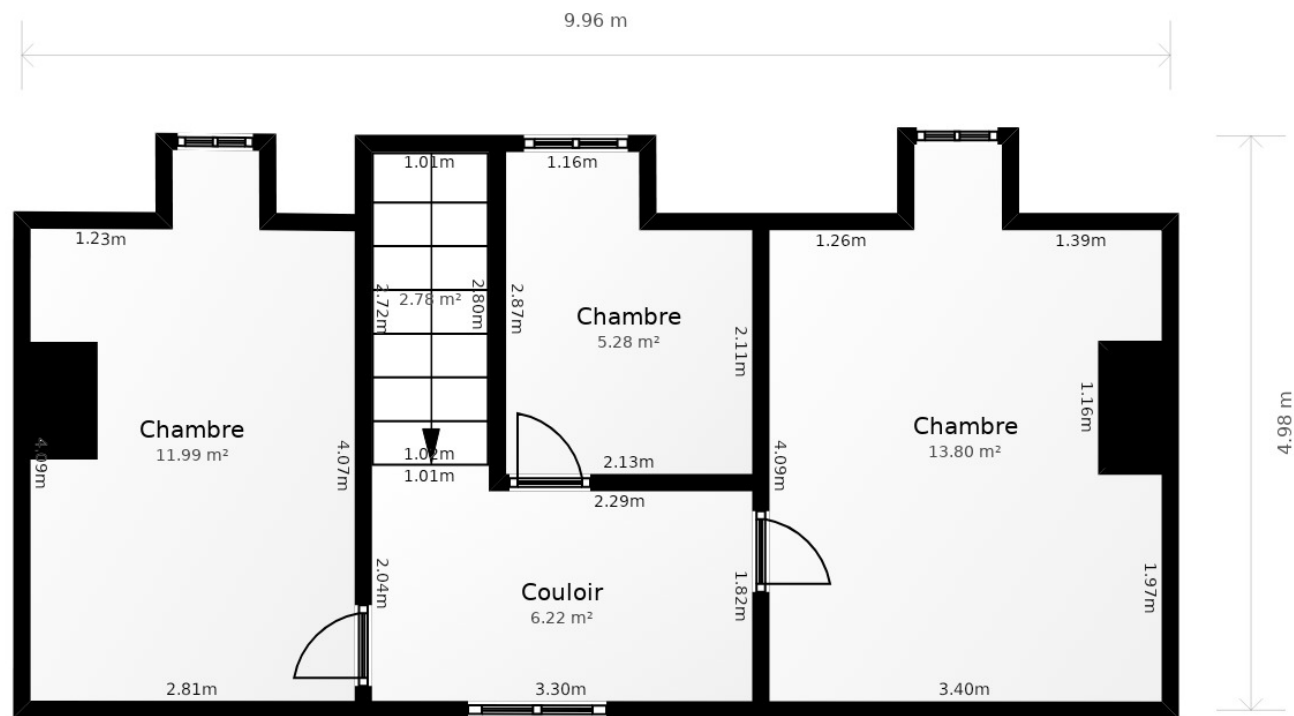 9.96 m
1.01m
1.16m
1.23m
1.26m
1.39m
2.72m
2.78 m²
2.80m
2.87m
Chambre
5.28 m²
2.11m
4.98 m
Chambre
11.99 m²
4.09m
4.07m
1.02m
1.01m
2.13m
2.29m
4.09m
Chambre
13.80 m²
1.16m
2.04m
Couloir
6.22 m²
1.82m
1.97m
2.81m
3.30m
3.40m